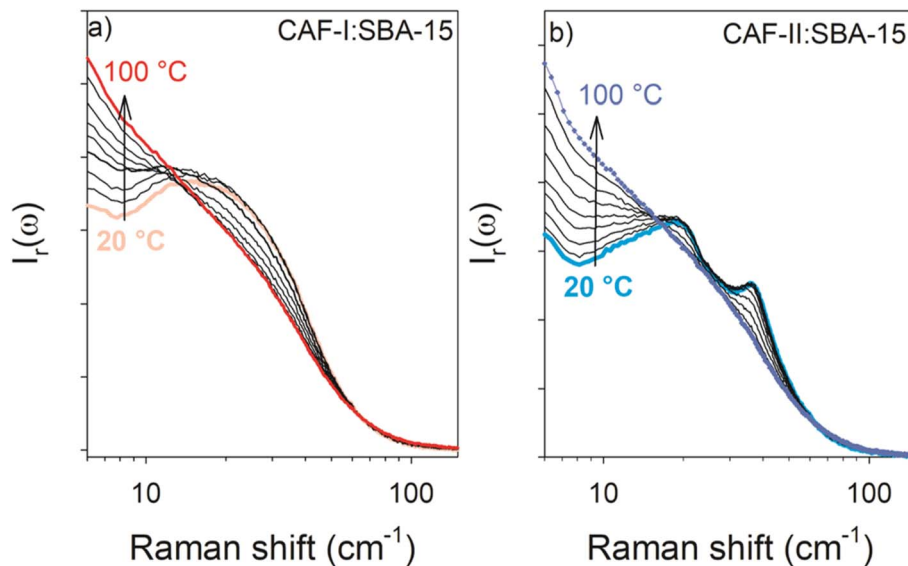 a) CAF-I:SBA-15
100 °C
20 °C
Iᵣ(ω)
10 100
Raman shift (cm⁻¹)
b) CAF-II:SBA-15
100 °C
20 °C
Iᵣ(ω)
10 100
Raman shift (cm⁻¹)